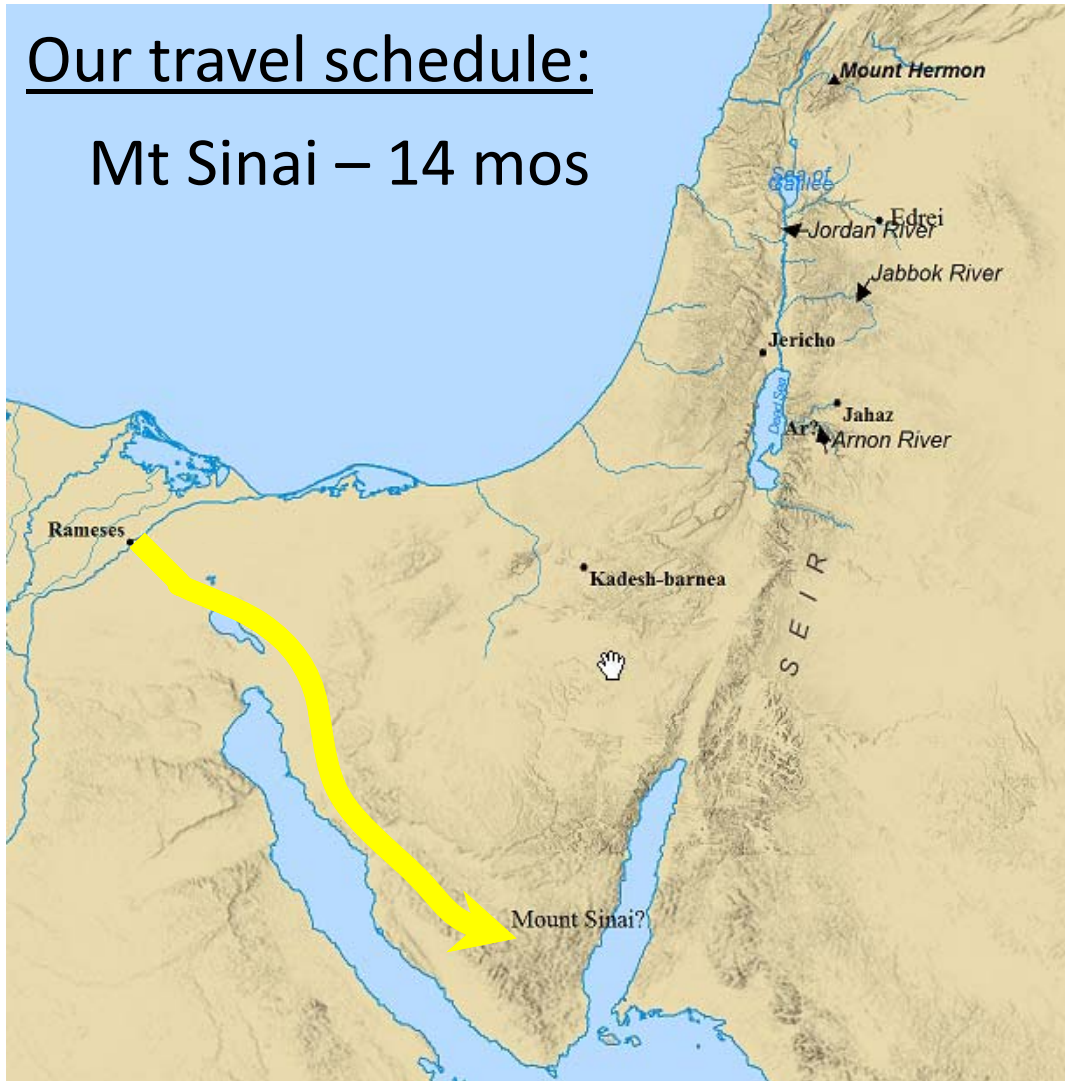 Our travel schedule:
Mt Sinai – 14 mos
Mount Hermon
Sea of
Galilee
Edrei
Jordan River
Jabbok River
Jericho
Dead Sea
Jahaz
Ar?
Arnon River
Rameses
Kadesh-barnea
SEIR
Mount Sinai?